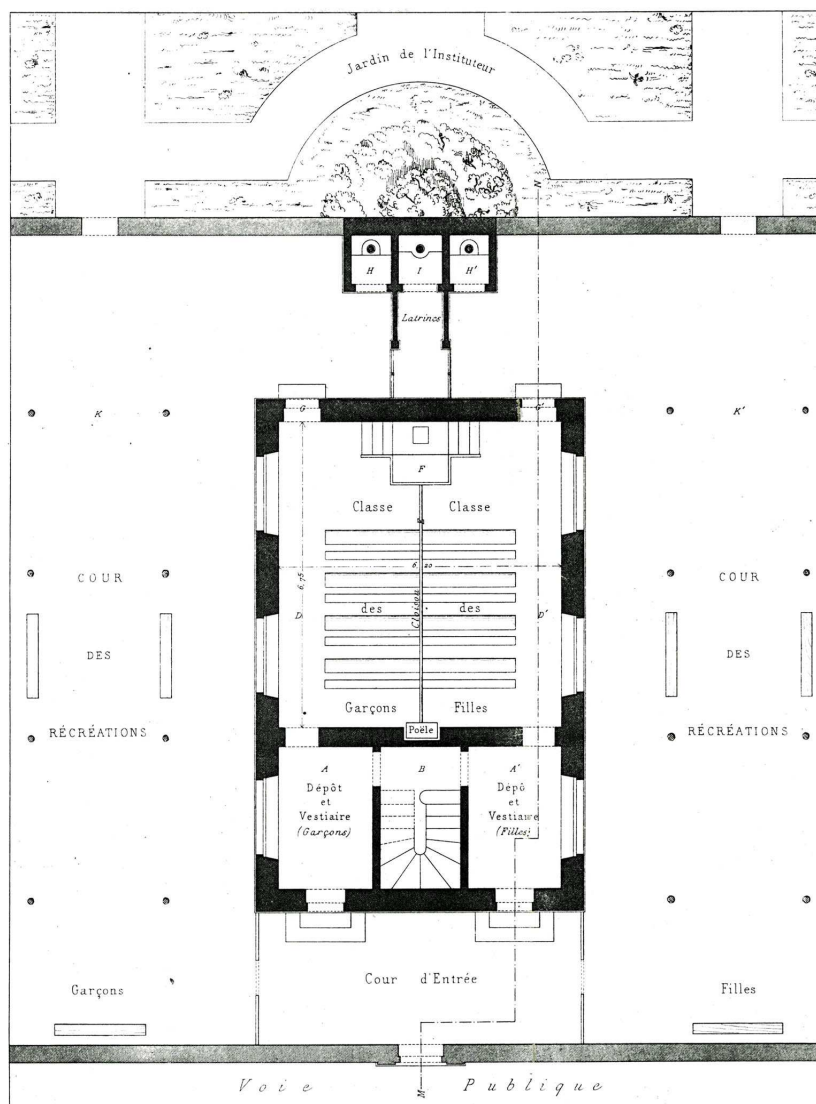 Jardin de l'Instituteur
N
H I H'
Latrines
G G'
K K'
F
Classe Classe
6, 20
6, 75
COUR COUR
D des Cloison des D'
DES DES
Garçons Filles
RÉCRÉATIONS RÉCRÉATIONS
Poële
A B A'
Dépôt Dépô
et et
Vestiaire Vestiaire
(Garçons) (Filles)
Cour d'Entrée
Garçons Filles
M
Voie Publique